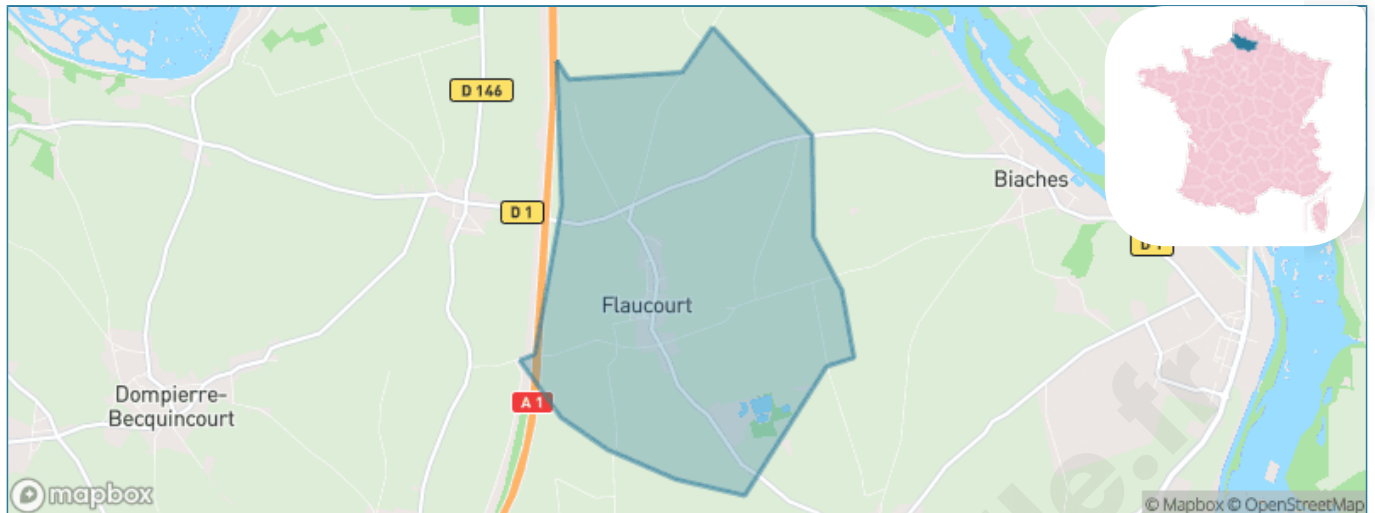 D 146
Biaches
D 1
D 1
Flaucourt
Dompierre-
Becquincourt
A 1
mapbox
© Mapbox © OpenStreetMap